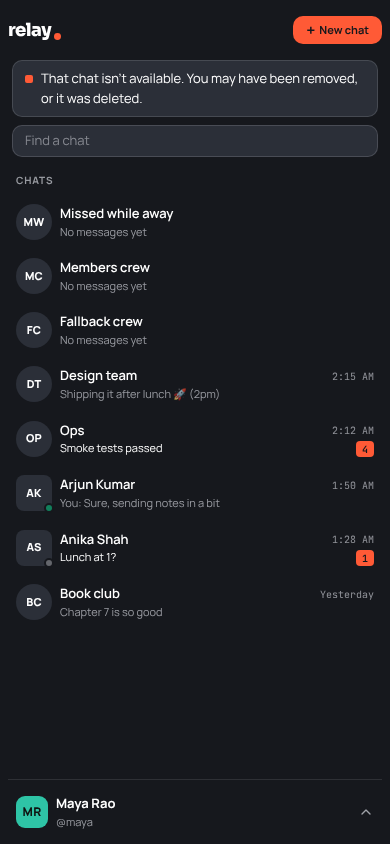 relay
+ New chat
That chat isn't available. You may have been removed,
or it was deleted.
Find a chat
CHATS
MW
Missed while away
No messages yet
MC
Members crew
No messages yet
FC
Fallback crew
No messages yet
DT
Design team
2:15 AM
Shipping it after lunch 🚀 (2pm)
OP
Ops
2:12 AM
Smoke tests passed
4
AK
Arjun Kumar
1:50 AM
You: Sure, sending notes in a bit
AS
Anika Shah
1:28 AM
Lunch at 1?
1
BC
Book club
Yesterday
Chapter 7 is so good
MR
Maya Rao
@maya